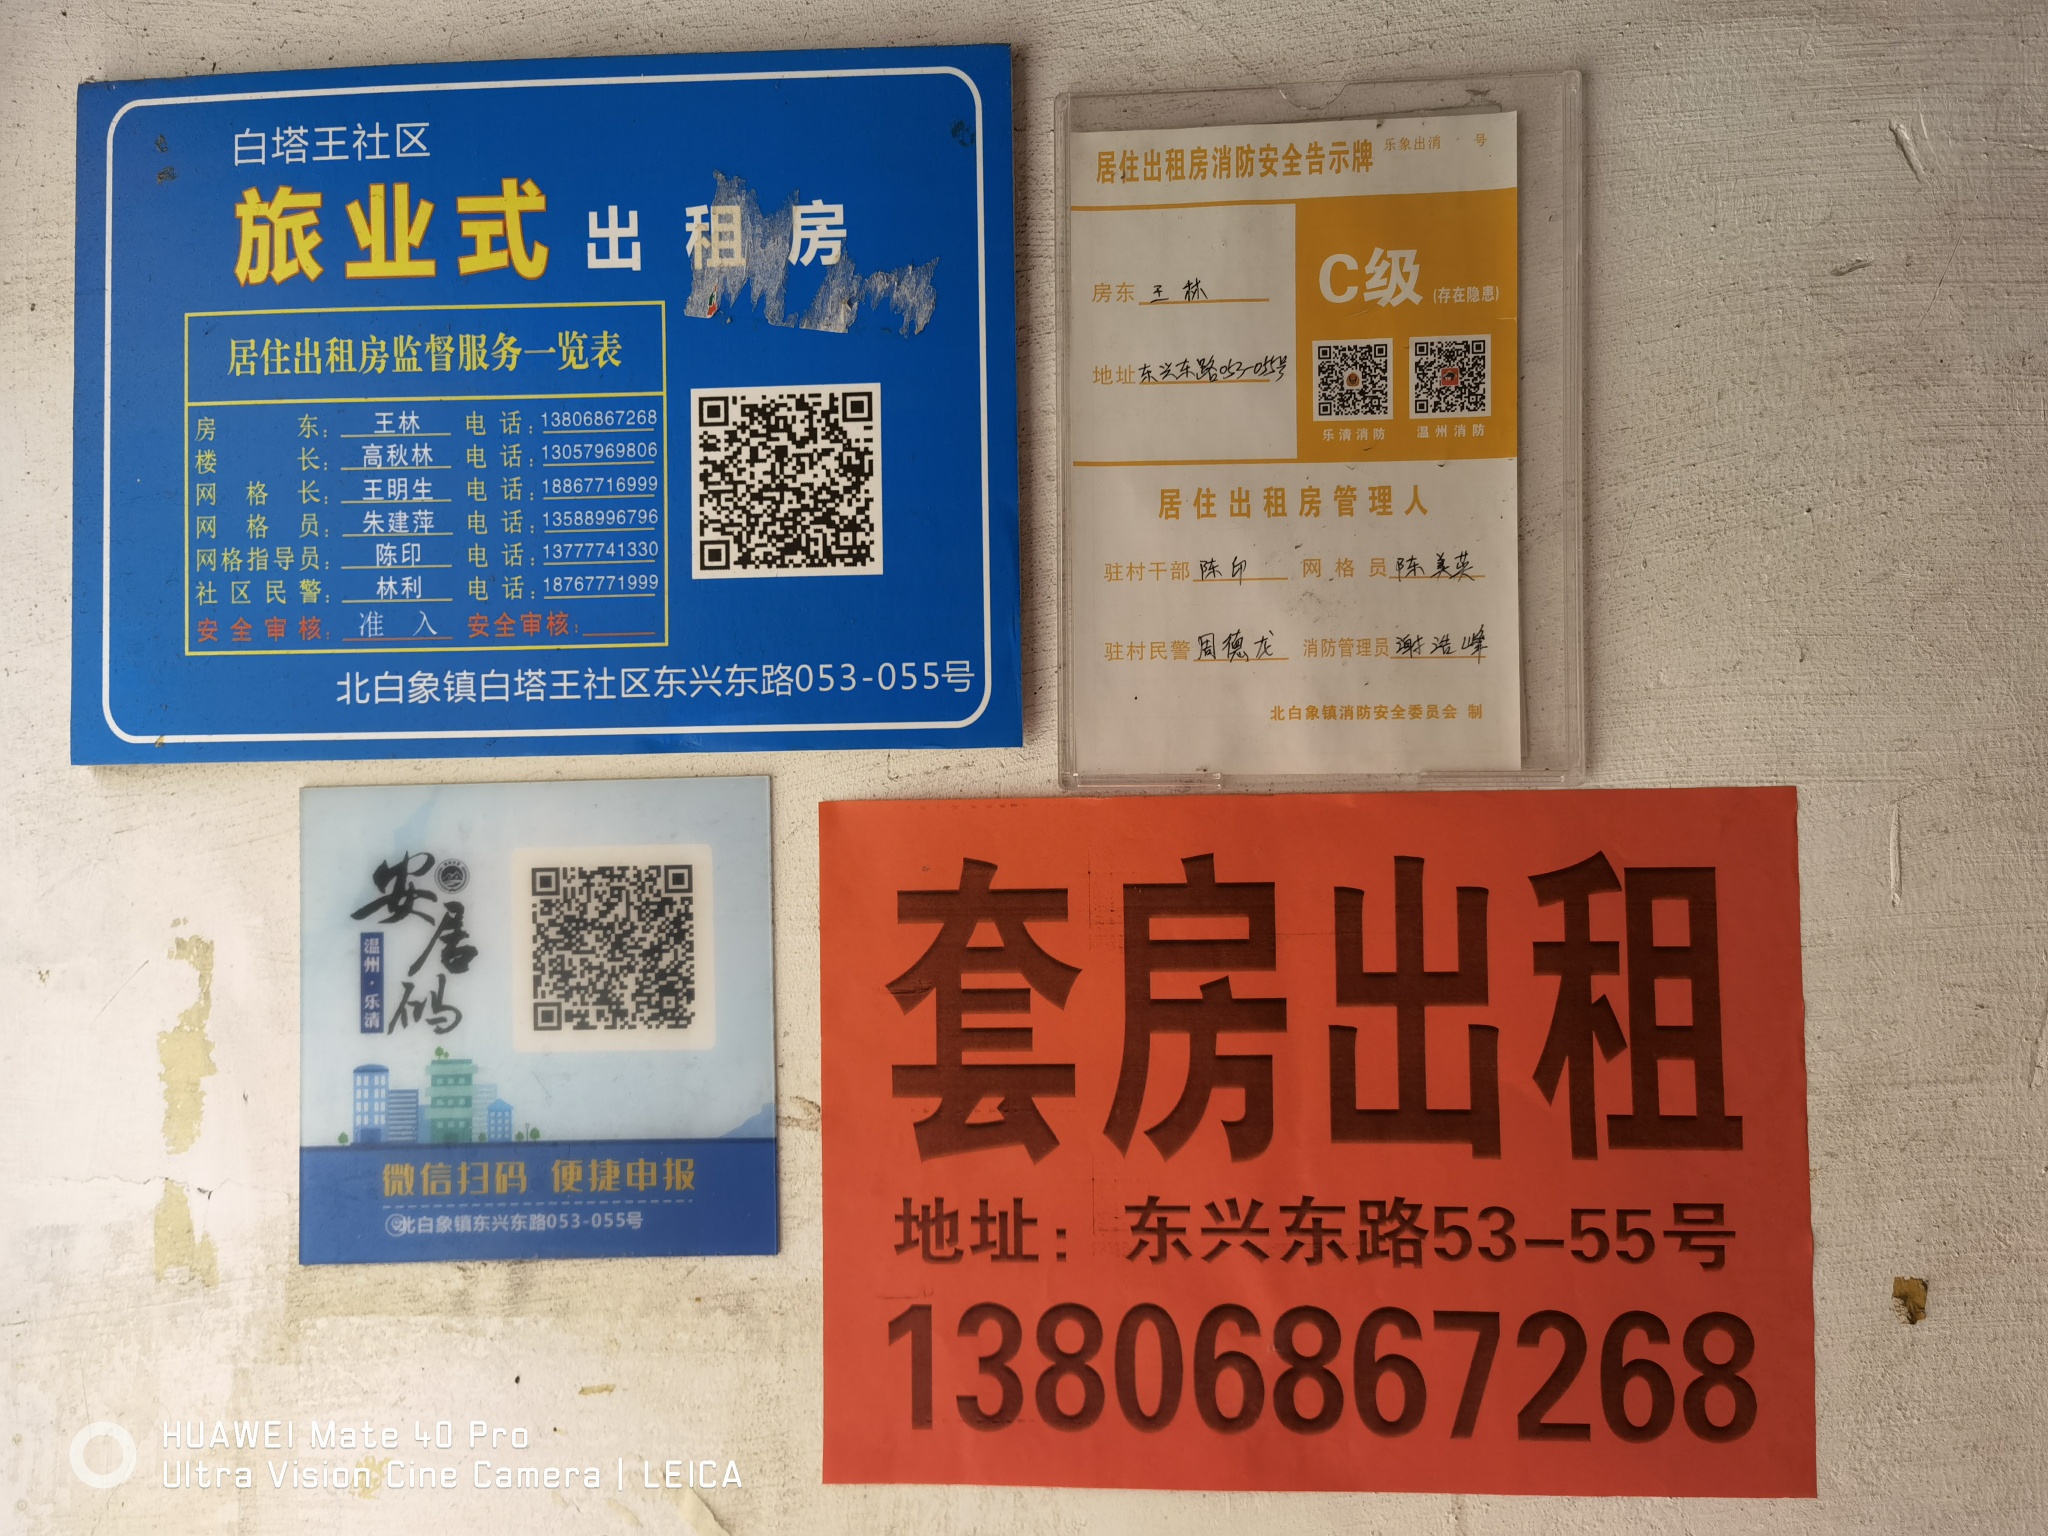 白塔王社区
旅业式 出租房
居住出租房监督服务一览表
房东：王林 电话：13806867268
楼长：高秋林 电话：13057969806
网格长：王明生 电话：18867716999
网格员：朱建萍 电话：13588996796
网格指导员：陈印 电话：13777741330
社区民警：林利 电话：18767771999
安全审核：准入 安全审核：
北白象镇白塔王社区东兴东路053-055号
居住出租房消防安全告示牌
乐象出消 号
房东 王林
地址 东兴东路053-055号
C级(存在隐患)
乐清消防 温州消防
居住出租房管理人
驻村干部 陈印 网格员 陈美英
驻村民警 周德龙 消防管理员 谢浩峰
北白象镇消防安全委员会 制
安居码
温州·乐清
微信扫码 便捷申报
北白象镇东兴东路053-055号
套房出租
地址：东兴东路53-55号
13806867268
HUAWEI Mate 40 Pro
Ultra Vision Cine Camera | LEICA